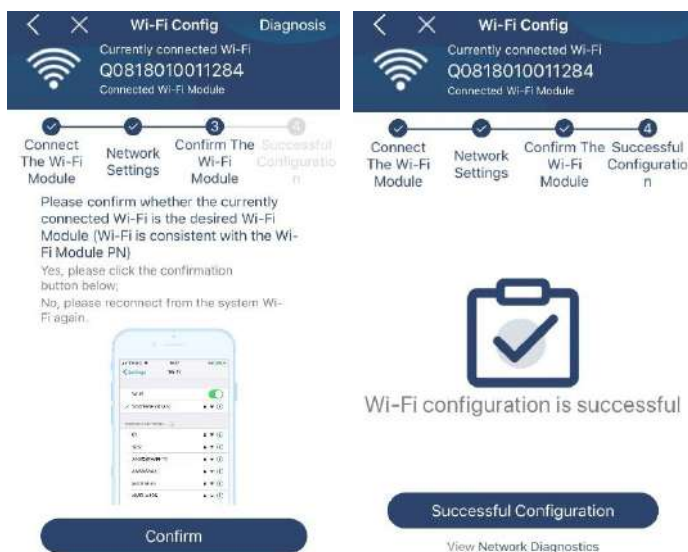 Wi-Fi Config Diagnosis
Currently connected Wi-Fi
Q0818010011284
Connected Wi-Fi Module
3 4
Connect The Wi-Fi Module
Network Settings
Confirm The Wi-Fi Module
Successful Configuratio n
Please confirm whether the currently
connected Wi-Fi is the desired Wi-
Fi Module (Wi-Fi is consistent with the Wi-
Fi Module PN)
Yes, please click the confirmation
button below;
No, please reconnect from the system Wi-
Fi again.
Wi-Fi
Confirm
Wi-Fi Config
Currently connected Wi-Fi
Q0818010011284
Connected Wi-Fi Module
4
Connect The Wi-Fi Module
Network Settings
Confirm The Wi-Fi Module
Successful Configuratio n
Wi-Fi configuration is successful
Successful Configuration
View Network Diagnostics